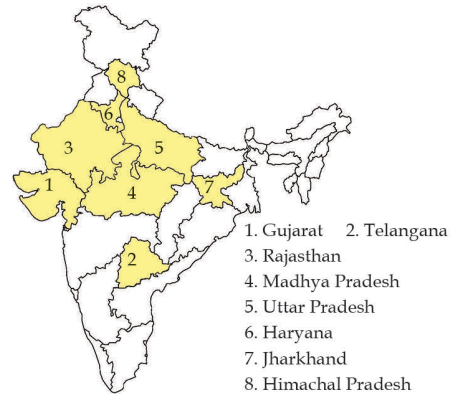 8
6
3
5
1
4
7
2
1. Gujarat 2. Telangana
3. Rajasthan
4. Madhya Pradesh
5. Uttar Pradesh
6. Haryana
7. Jharkhand
8. Himachal Pradesh